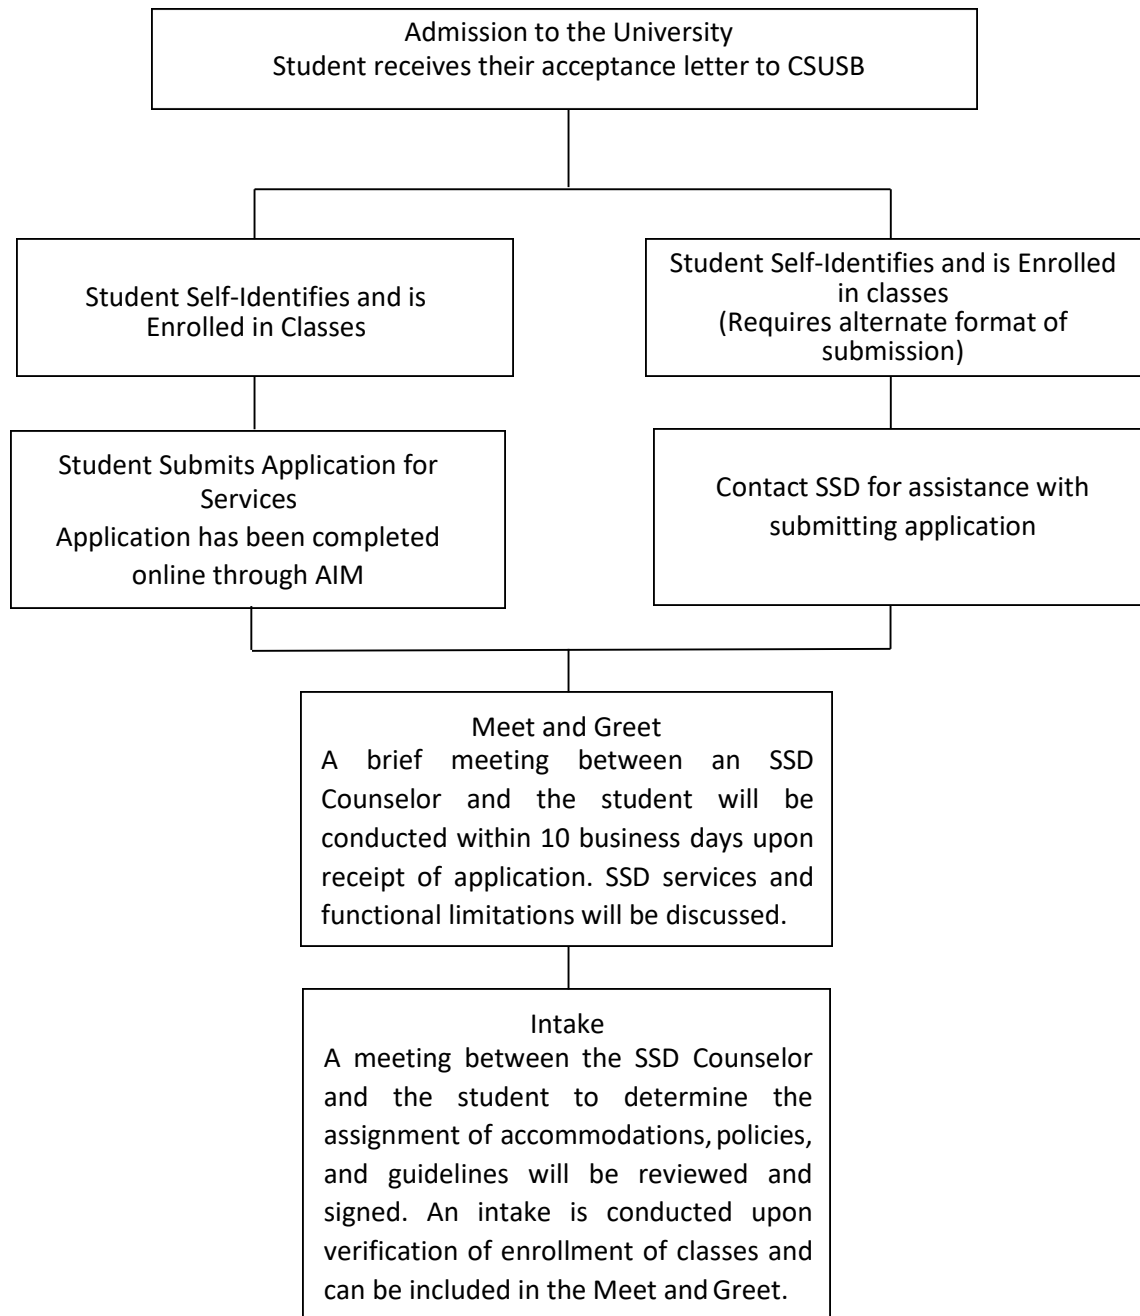 Admission to the University
Student receives their acceptance letter to CSUSB
Student Self-Identifies and is
Enrolled in Classes
Student Self-Identifies and is Enrolled
in classes
(Requires alternate format of
submission)
Student Submits Application for
Services
Application has been completed
online through AIM
Contact SSD for assistance with
submitting application
Meet and Greet
A brief meeting between an SSD
Counselor and the student will be
conducted within 10 business days upon
receipt of application. SSD services and
functional limitations will be discussed.
Intake
A meeting between the SSD Counselor
and the student to determine the
assignment of accommodations, policies,
and guidelines will be reviewed and
signed. An intake is conducted upon
verification of enrollment of classes and
can be included in the Meet and Greet.